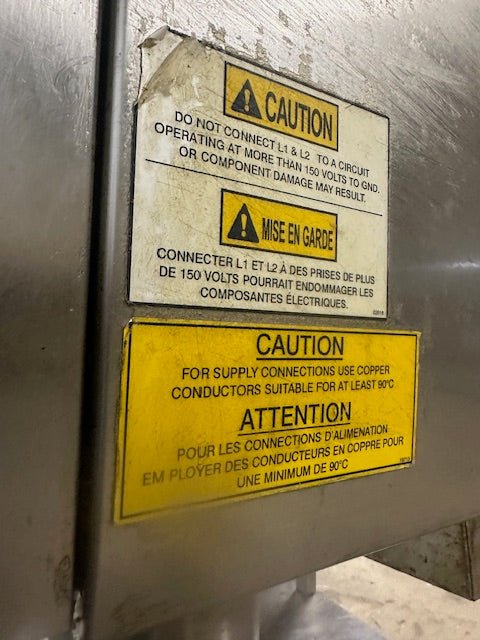 CAUTION
DO NOT CONNECT L1 & L2 TO A CIRCUIT
OPERATING AT MORE THAN 150 VOLTS TO GND.
OR COMPONENT DAMAGE MAY RESULT.
MISE EN GARDE
CONNECTER L1 ET L2 À DES PRISES DE PLUS
DE 150 VOLTS POURRAIT ENDOMMAGER LES
COMPOSANTES ÉLECTRIQUES.
CAUTION
FOR SUPPLY CONNECTIONS USE COPPER
CONDUCTORS SUITABLE FOR AT LEAST 90°C
ATTENTION
POUR LES CONNECTIONS D'ALIMENATION
EM PLOYER DES CONDUCTEURS EN COPPRE POUR
UNE MINIMUM DE 90°C